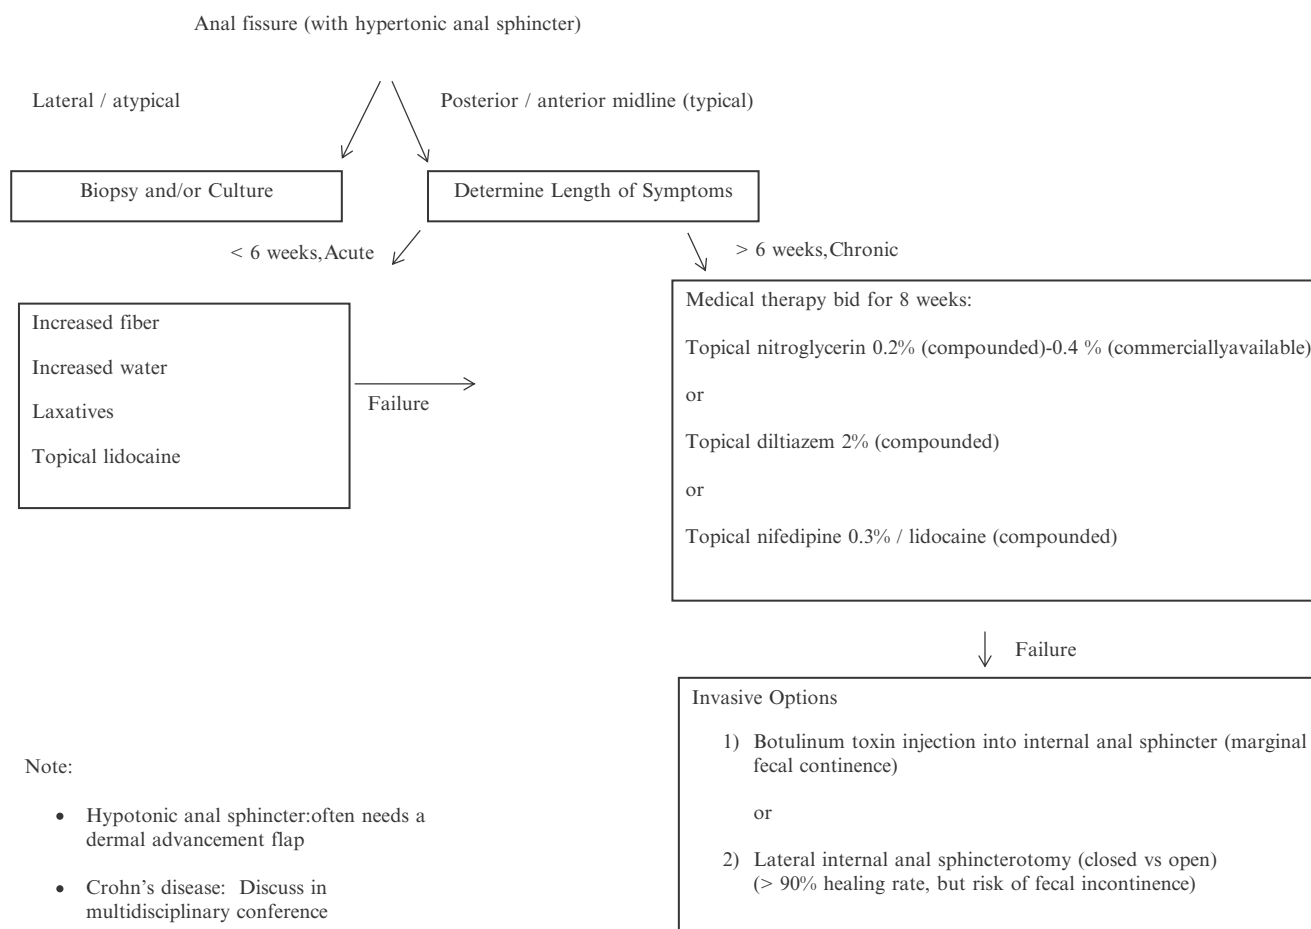 Anal fissure (with hypertonic anal sphincter)
Lateral / atypical
Posterior / anterior midline (typical)
Biopsy and/or Culture
Determine Length of Symptoms
< 6 weeks,Acute
> 6 weeks,Chronic
Increased fiber
Increased water
Laxatives
Topical lidocaine
Failure
Medical therapy bid for 8 weeks:
Topical nitroglycerin 0.2% (compounded)-0.4 % (commerciallyavailable)
or
Topical diltiazem 2% (compounded)
or
Topical nifedipine 0.3% / lidocaine (compounded)
Failure
Invasive Options
1) Botulinum toxin injection into internal anal sphincter (marginal
fecal continence)
or
2) Lateral internal anal sphincterotomy (closed vs open)
(> 90% healing rate, but risk of fecal incontinence)
Note:
• Hypotonic anal sphincter:often needs a
dermal advancement flap
• Crohn's disease: Discuss in
multidisciplinary conference